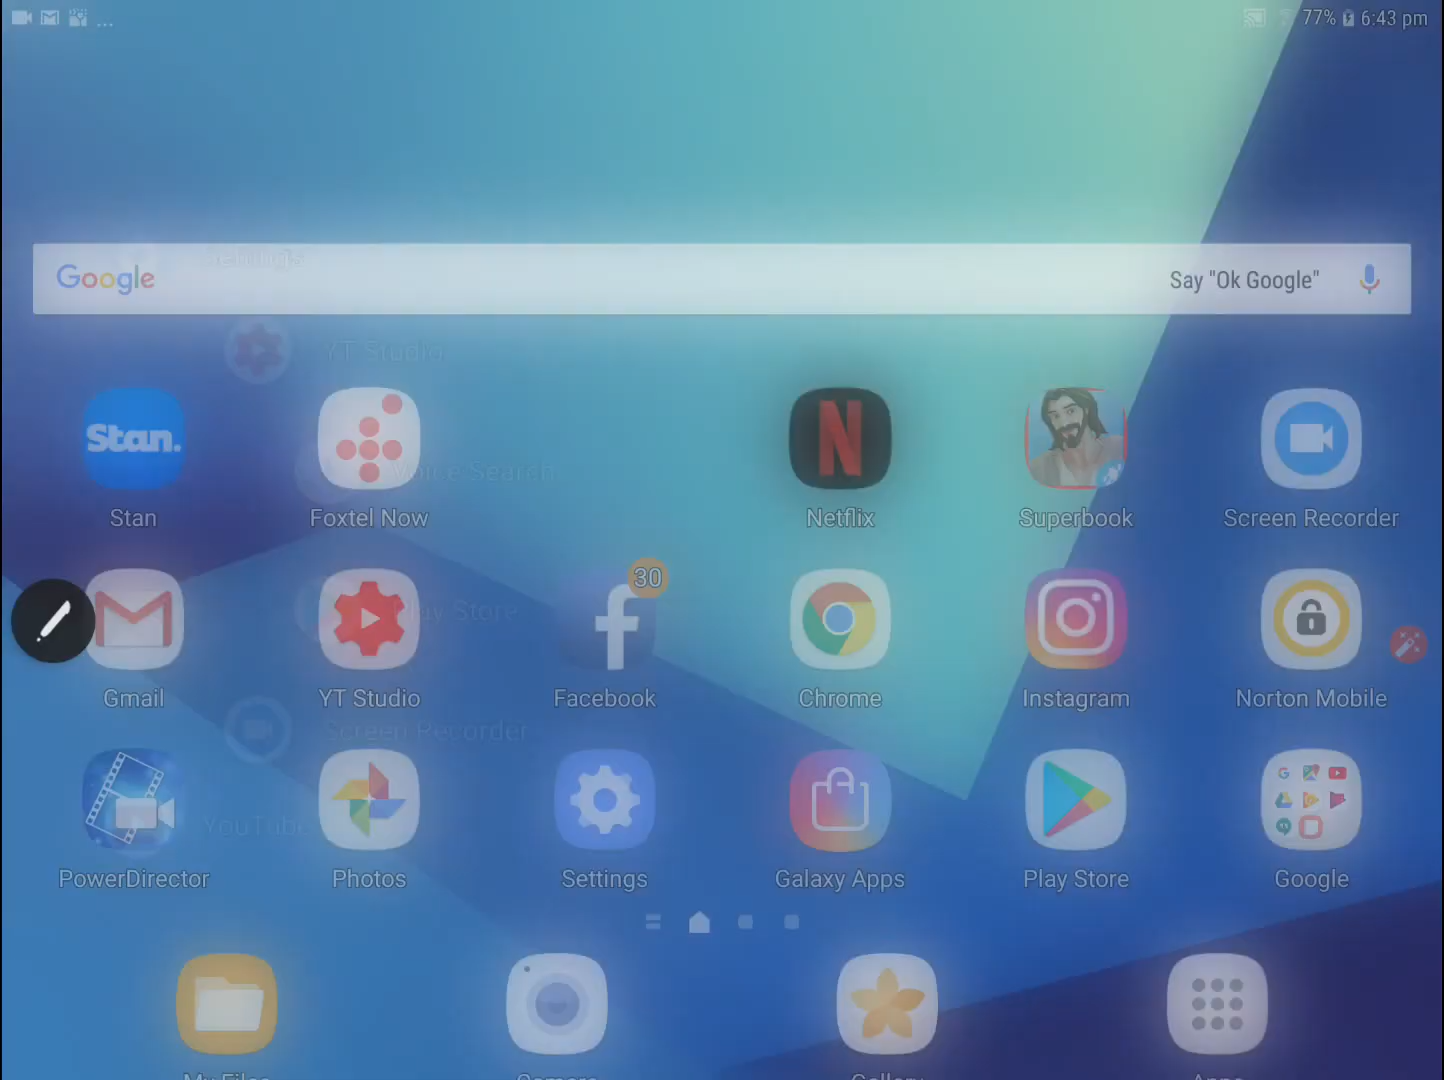 ... 77% 6:43 pm
Settings
Google Say "Ok Google"
YT Studio
Stan.
N
Voice Search
Stan Foxtel Now Netflix Superbook Screen Recorder
30
Play Store
Gmail YT Studio Facebook Chrome Instagram Norton Mobile
Screen Recorder
YouTube
PowerDirector Photos Settings Galaxy Apps Play Store Google
My Files Camera Gallery Apps